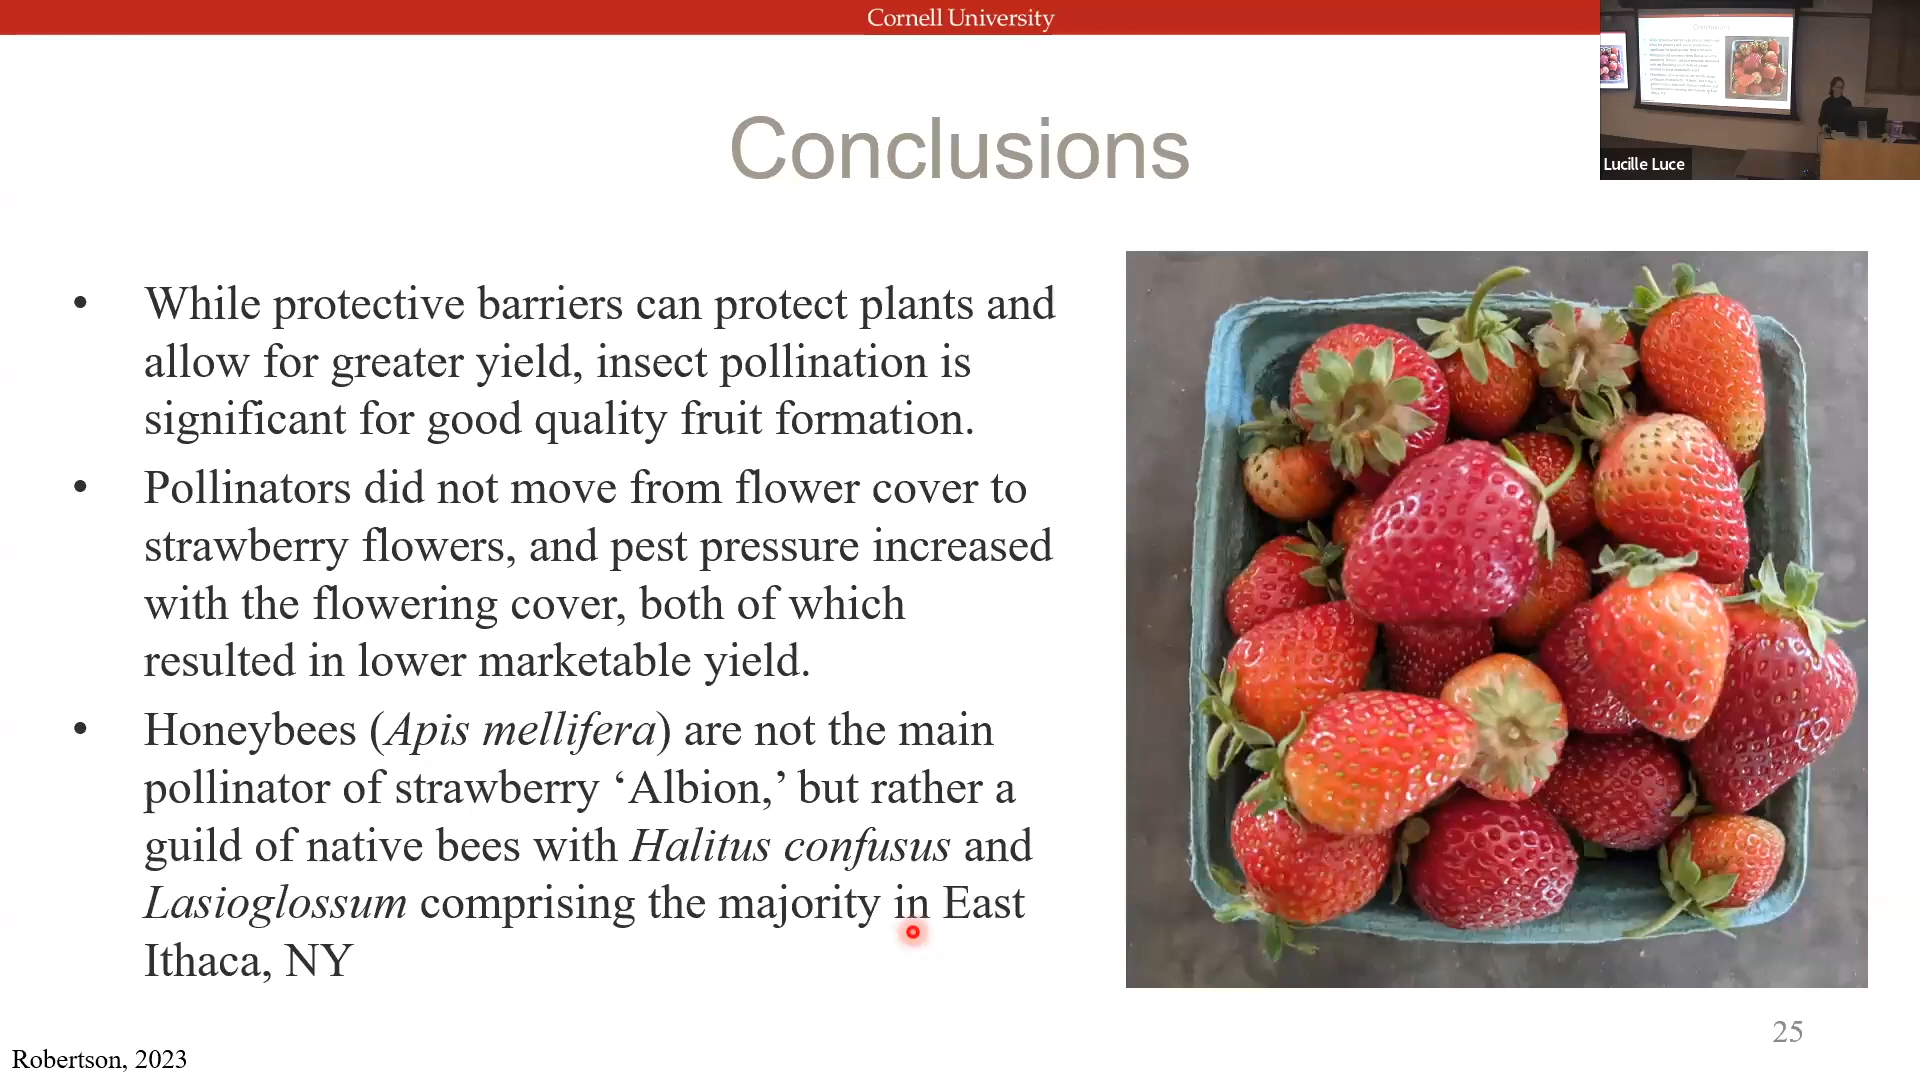 Cornell University
Conclusions
Lucille Luce
• While protective barriers can protect plants and
allow for greater yield, insect pollination is
significant for good quality fruit formation.
• Pollinators did not move from flower cover to
strawberry flowers, and pest pressure increased
with the flowering cover, both of which
resulted in lower marketable yield.
• Honeybees (Apis mellifera) are not the main
pollinator of strawberry ‘Albion,’ but rather a
guild of native bees with Halitus confusus and
Lasioglossum comprising the majority in East
Ithaca, NY
25
Robertson, 2023